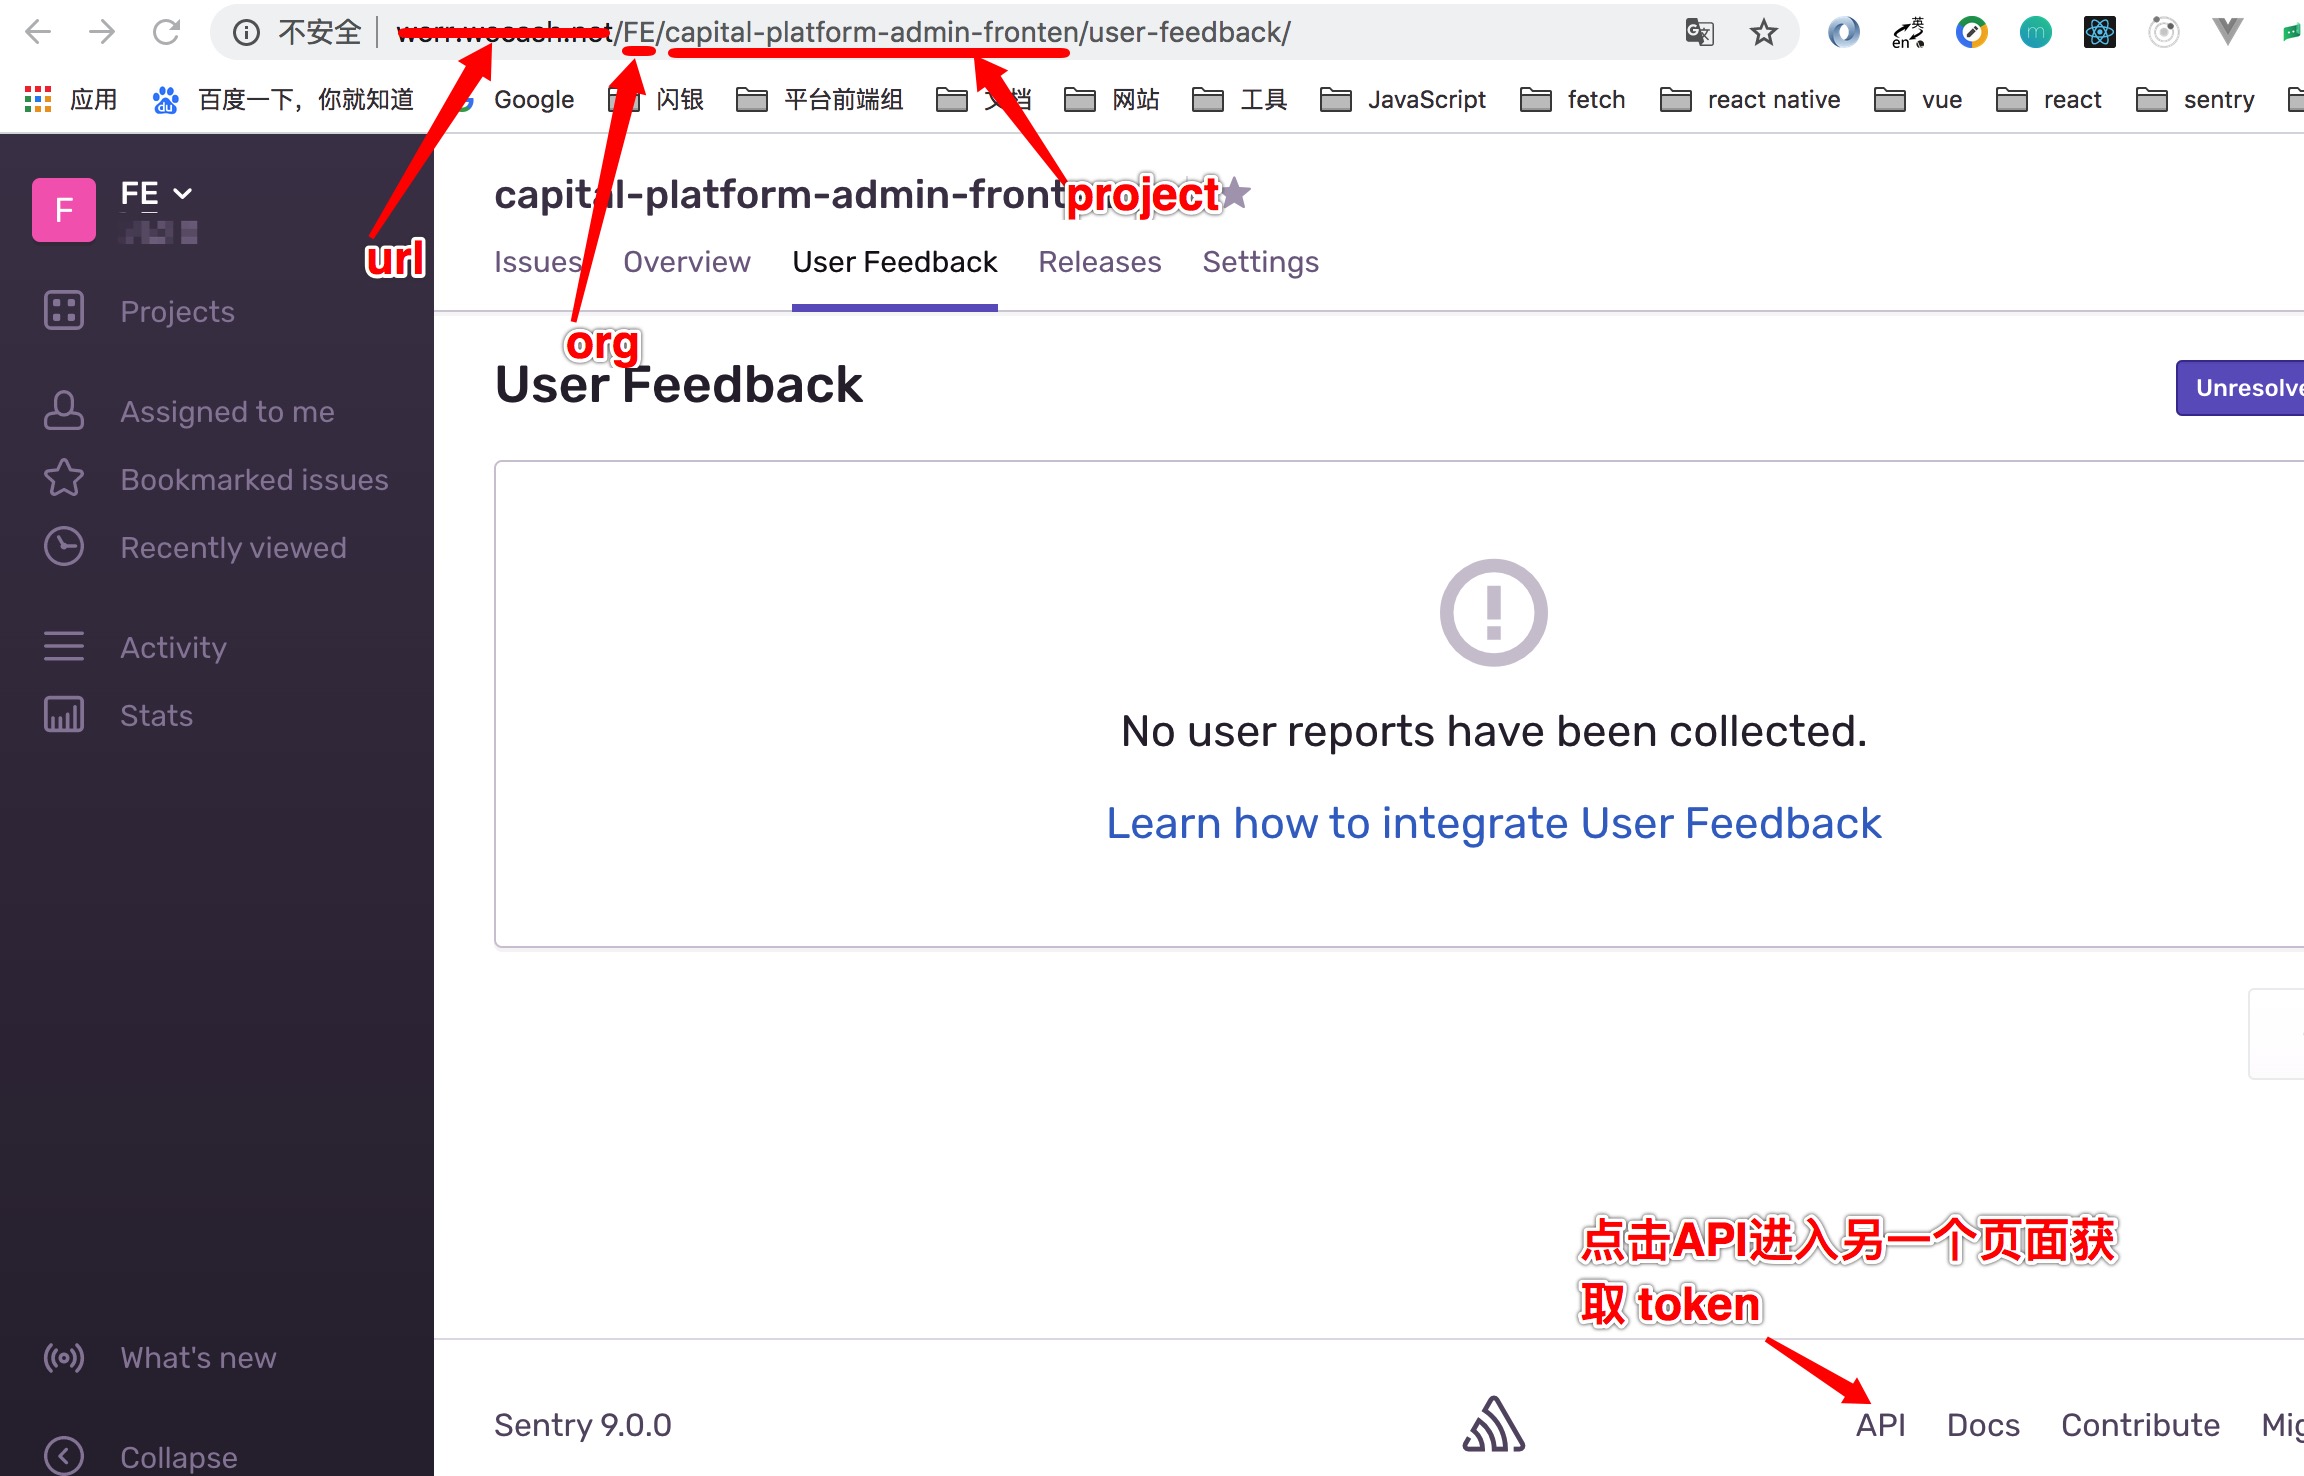 不安全 /FE/capital-platform-admin-fronten/user-feedback/
应用 百度一下，你就知道 Google 闪银 平台前端组 文档 网站 工具 JavaScript fetch react native vue react sentry
F FE
capital-platform-admin-front
project
url
Issues Overview User Feedback Releases Settings
org
User Feedback
Unresolve
Projects
Assigned to me
Bookmarked issues
Recently viewed
Activity
Stats
No user reports have been collected.
Learn how to integrate User Feedback
点击API进入另一个页面获
取 token
What's new
Collapse
Sentry 9.0.0
API Docs Contribute Mig